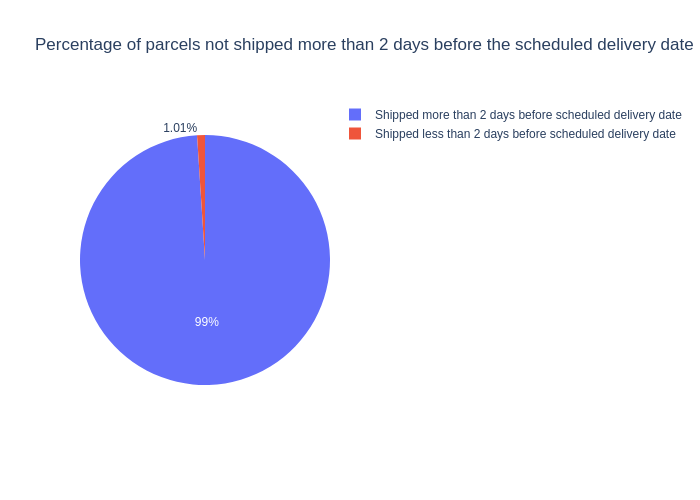 Percentage of parcels not shipped more than 2 days before the scheduled delivery date
Shipped more than 2 days before scheduled delivery date
Shipped less than 2 days before scheduled delivery date
1.01%
99%